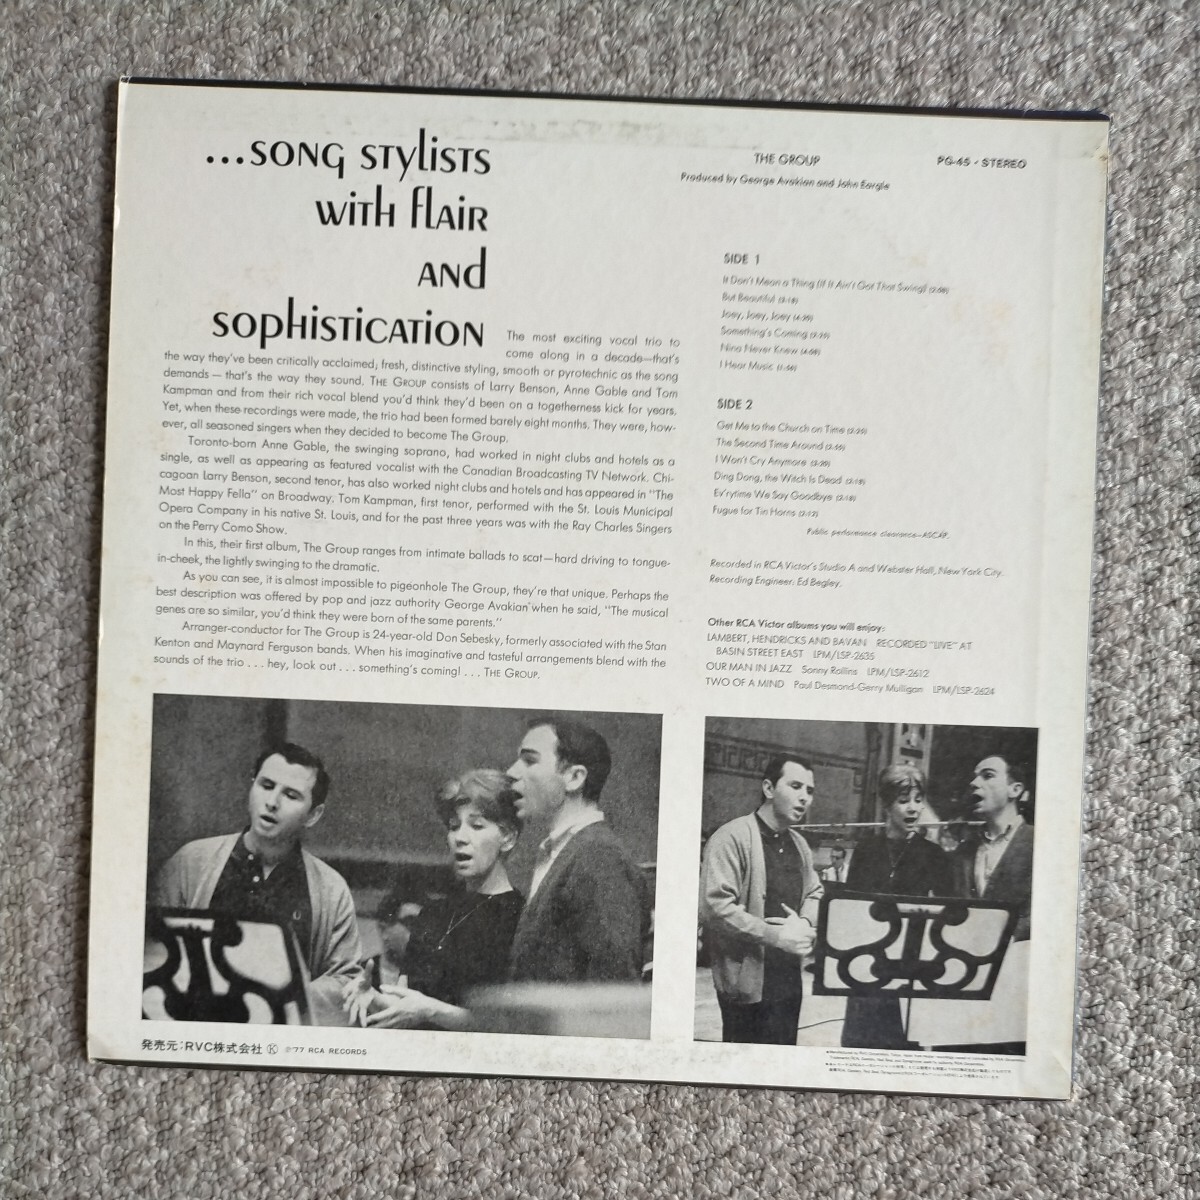 ...song stylists
with flair
and
sophistication
The most exciting vocal trio to
come along in a decade—that's
the way they've been critically acclaimed; fresh, distinctive styling, smooth or pyrotechnic as the song
demands — that's the way they sound. THE GROUP consists of Larry Benson, Anne Gable and Tom
Kampman and from their rich vocal blend you'd think they'd been on a togetherness kick for years.
Yet, when these recordings were made, the trio had been formed barely eight months. They were, how-
ever, all seasoned singers when they decided to become The Group.
Toronto-born Anne Gable, the swinging soprano, had worked in night clubs and hotels as a
single, as well as appearing as featured vocalist with the Canadian Broadcasting TV Network. Chi-
cagoan Larry Benson, second tenor, has also worked night clubs and hotels and has appeared in "The
Most Happy Fella" on Broadway. Tom Kampman, first tenor, performed with the St. Louis Municipal
Opera Company in his native St. Louis, and for the past three years was with the Ray Charles Singers
on the Perry Como Show.
In this, their first album, The Group ranges from intimate ballads to scat—hard driving to tongue-
in-cheek, the lightly swinging to the dramatic.
As you can see, it is almost impossible to pigeonhole The Group, they're that unique. Perhaps the
best description was offered by pop and jazz authority George Avakian when he said, "The musical
genes are so similar, you'd think they were born of the same parents."
Arranger-conductor for The Group is 24-year-old Don Sebesky, formerly associated with the Stan
Kenton and Maynard Ferguson bands. When his imaginative and tasteful arrangements blend with the
sounds of the trio . . . hey, look out . . . something's coming! . . . THE GROUP.
THE GROUP
PG-45 · STEREO
Produced by George Avakian and John Eargle
SIDE 1
It Don't Mean a Thing (If It Ain't Got That Swing)
But Beautiful
Joey, Joey, Joey
Something's Coming
Nina Never Knew
I Hear Music
SIDE 2
Get Me to the Church on Time
The Second Time Around
I Won't Cry Anymore
Ding Dong, the Witch Is Dead
Ev'rytime We Say Goodbye
Fugue for Tin Horns
Public performance clearance—ASCAP.
Recorded in RCA Victor's Studio A and Webster Hall, New York City.
Recording Engineer: Ed Begley.
Other RCA Victor albums you will enjoy:
LAMBERT, HENDRICKS AND BAVAN RECORDED "LIVE" AT
BASIN STREET EAST LPM/LSP-2635
OUR MAN IN JAZZ Sonny Rollins LPM/LSP-2612
TWO OF A MIND Paul Desmond-Gerry Mulligan LPM/LSP-2624
発売元:RVC株式会社 Ⓚ ℗'77 RCA RECORDS